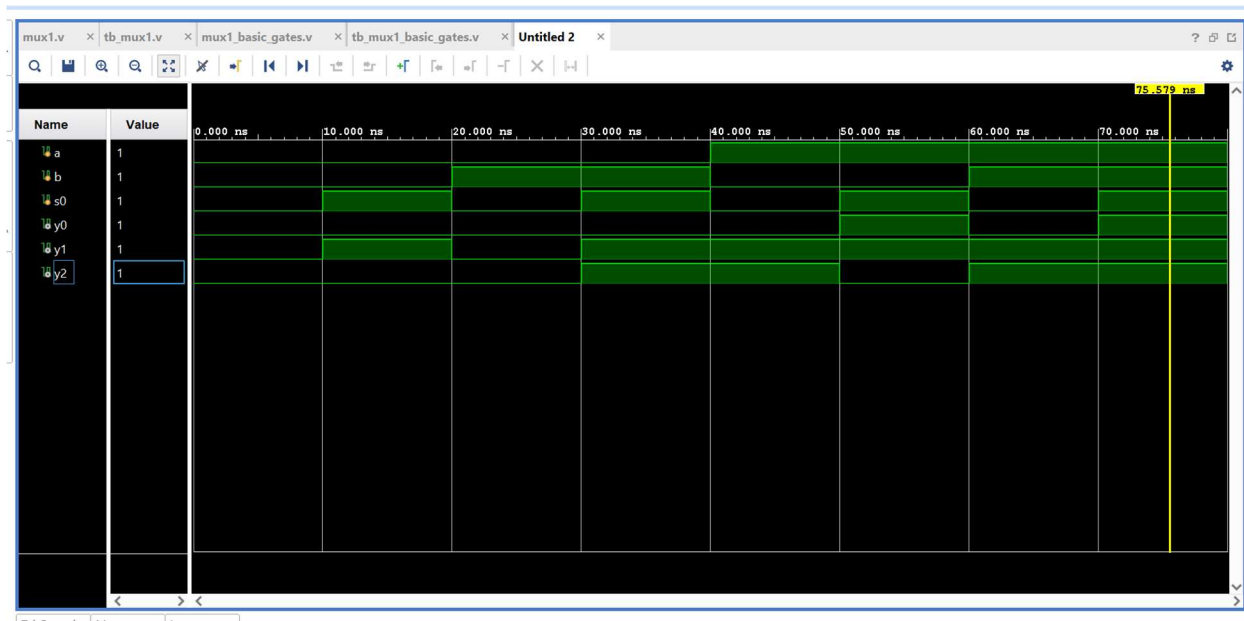 mux1.v × tb_mux1.v × mux1_basic_gates.v × tb_mux1_basic_gates.v × Untitled 2 ×
75.579 ns
Name Value
0.000 ns 10.000 ns 20.000 ns 30.000 ns 40.000 ns 50.000 ns 60.000 ns 70.000 ns
a 1
b 1
s0 1
y0 1
y1 1
y2 1